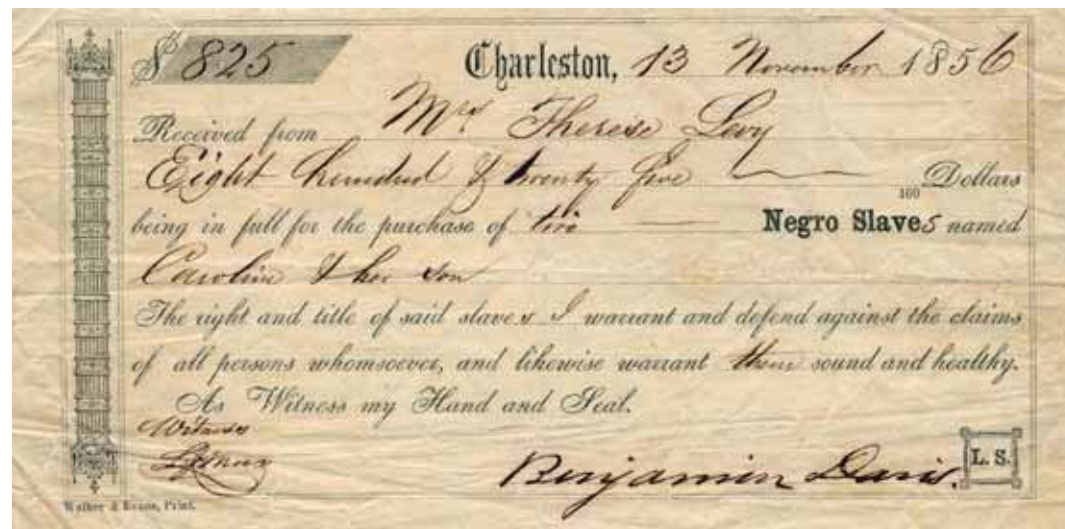 $ 825 Charleston, 13 November 1856
Received from Mrs Therese Levy
Eight hundred & twenty five 100 Dollars
being in full for the purchase of two Negro Slaves named
Caroline & her son
The right and title of said slaves I warrant and defend against the claims
of all persons whomsoever, and likewise warrant them sound and healthy.
As Witness my Hand and Seal.
Witness
Benjamin Davis. L. S.
Walker & Evans, Print.